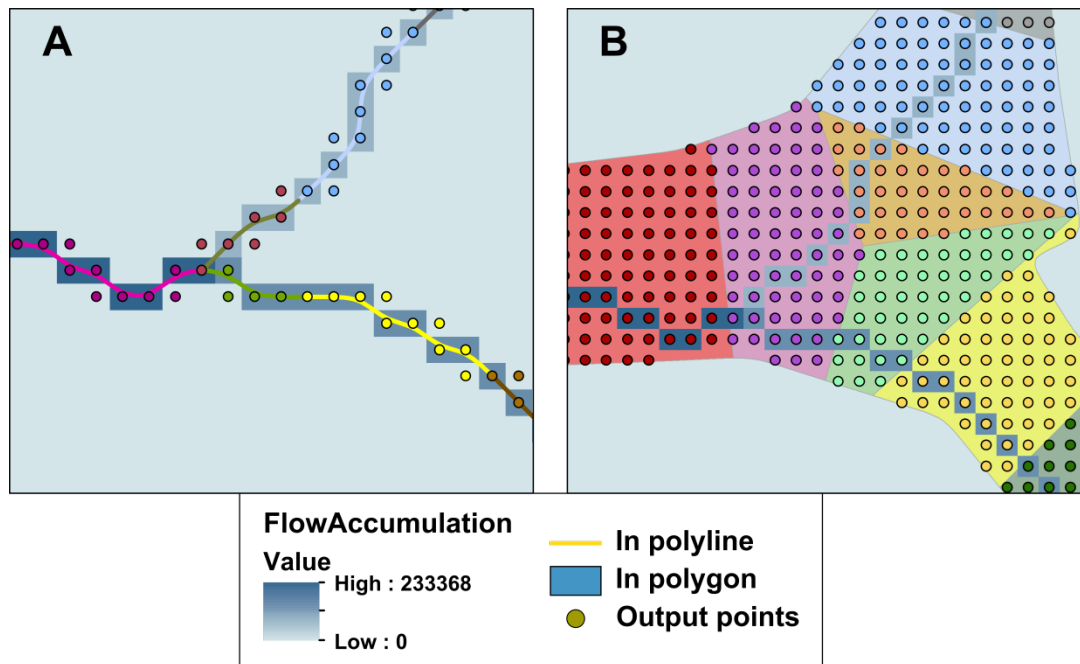 A
B
FlowAccumulation
Value
High : 233368
Low : 0
In polyline
In polygon
Output points